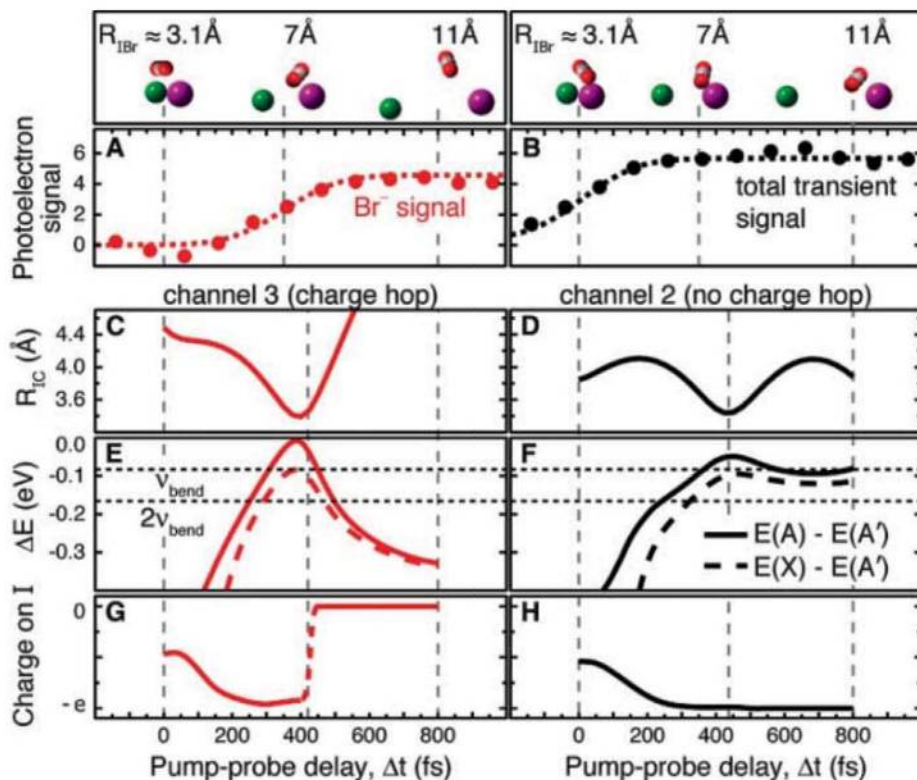 R_IBr ≈ 3.1Å 7Å 11Å
R_IBr ≈ 3.1Å 7Å 11Å
A
B
6
4
2
0
Photoelectron
signal
Br⁻ signal
total transient
signal
channel 3 (charge hop)
channel 2 (no charge hop)
C
D
4.4
4.0
3.6
R_IC (Å)
E
F
0.0
-0.1
-0.2
-0.3
ΔE (eV)
ν_bend
2ν_bend
E(A) - E(A′)
E(X) - E(A′)
G
H
0
-e
Charge on I
0 200 400 600 800
0 200 400 600 800
Pump-probe delay, Δt (fs)
Pump-probe delay, Δt (fs)